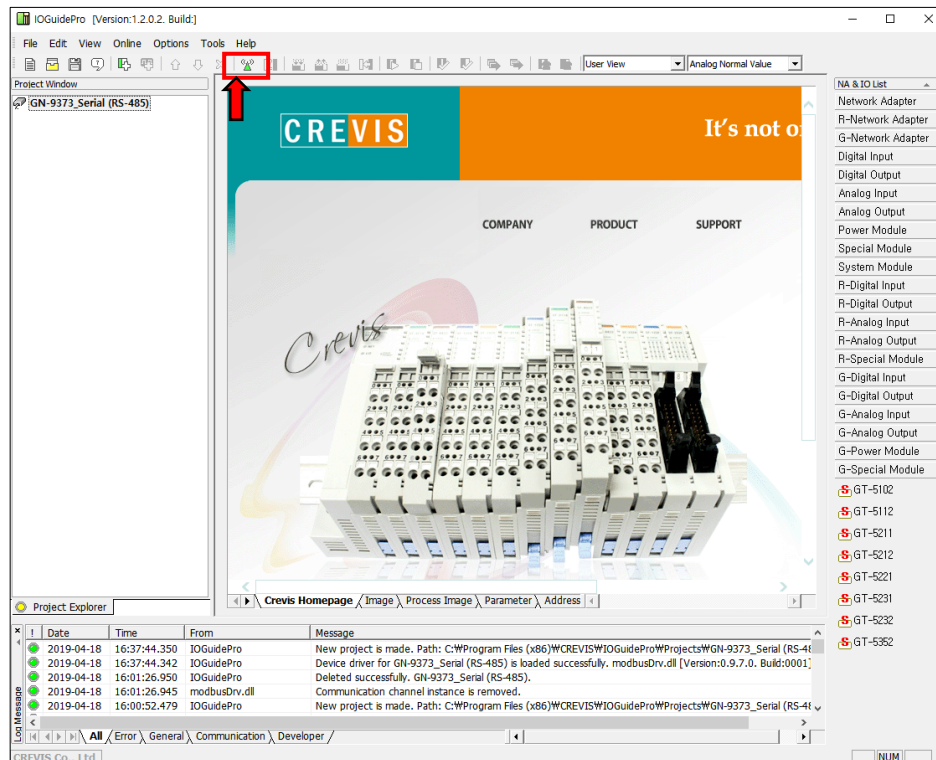 IOGuidePro [Version:1.2.0.2. Build:]
File Edit View Online Options Tools Help
User View
Analog Normal Value
Project Window
GN-9373_Serial (RS-485)
Project Explorer
CREVIS
It's not o
COMPANY PRODUCT SUPPORT
Crevis
Crevis Homepage Image Process Image Parameter Address
NA & IO List
Network Adapter
R-Network Adapter
G-Network Adapter
Digital Input
Digital Output
Analog Input
Analog Output
Power Module
Special Module
System Module
R-Digital Input
R-Digital Output
R-Analog Input
R-Analog Output
R-Special Module
G-Digital Input
G-Digital Output
G-Analog Input
G-Analog Output
G-Power Module
G-Special Module
GT-5102
GT-5112
GT-5211
GT-5212
GT-5221
GT-5231
GT-5232
GT-5352
! Date Time From Message
2019-04-18 16:37:44.350 IOGuidePro New project is made. Path: C:₩Program Files (x86)₩CREVIS₩IOGuidePro₩Projects₩GN-9373_Serial (RS-48
2019-04-18 16:37:44.342 IOGuidePro Device driver for GN-9373_Serial (RS-485) is loaded successfully. modbusDrv.dll [Version:0.9.7.0. Build:0001]
2019-04-18 16:01:26.950 IOGuidePro Deleted successfully. GN-9373_Serial (RS-485).
2019-04-18 16:01:26.945 modbusDrv.dll Communication channel instance is removed.
2019-04-18 16:00:52.479 IOGuidePro New project is made. Path: C:₩Program Files (x86)₩CREVIS₩IOGuidePro₩Projects₩GN-9373_Serial (RS-48
Log Message
All Error General Communication Developer
CREVIS Co., Ltd
NUM